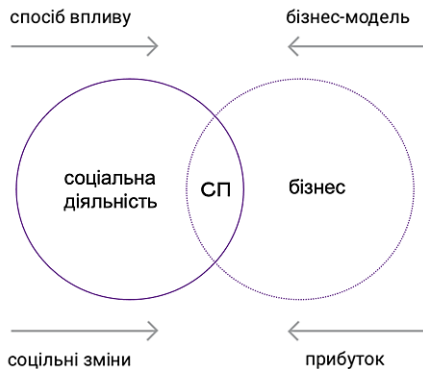 спосіб впливу
бізнес-модель
соціальна
діяльність
СП
бізнес
соцільні зміни
прибуток